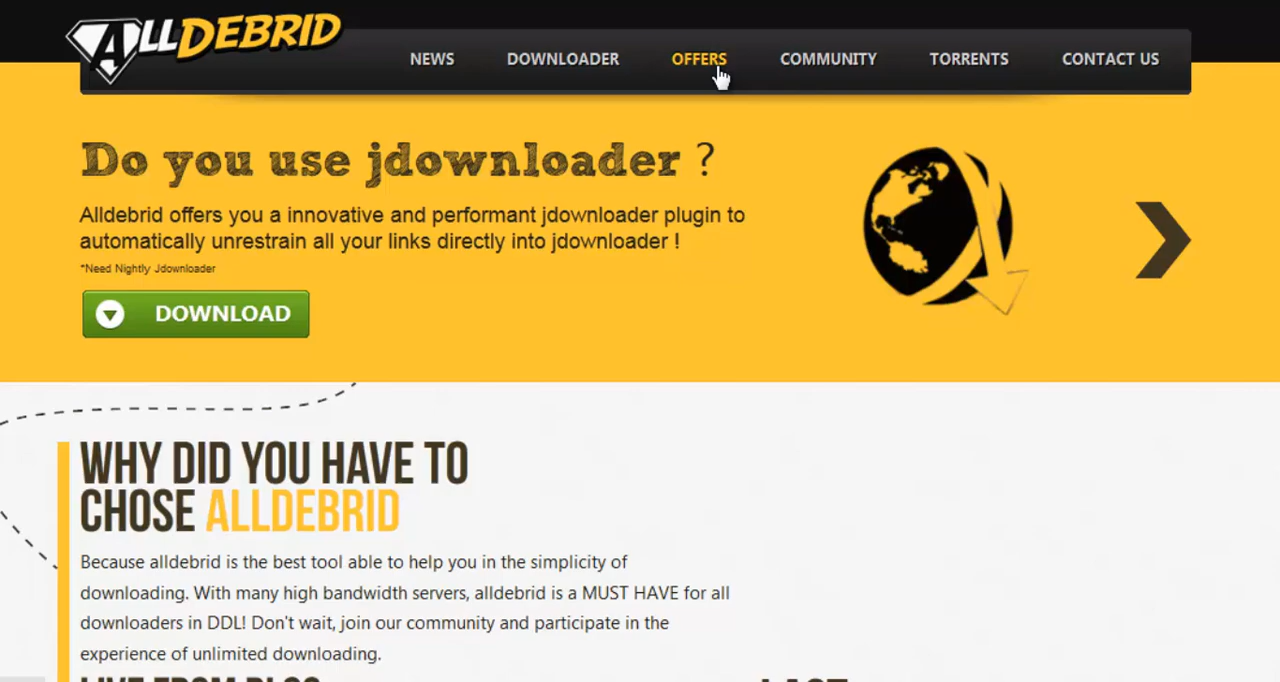 ALLDEBRID
NEWS DOWNLOADER OFFERS COMMUNITY TORRENTS CONTACT US
Do you use jdownloader ?
Alldebrid offers you a innovative and performant jdownloader plugin to
automatically unrestrain all your links directly into jdownloader !
*Need Nightly Jdownloader
DOWNLOAD
WHY DID YOU HAVE TO
CHOSE ALLDEBRID
Because alldebrid is the best tool able to help you in the simplicity of
downloading. With many high bandwidth servers, alldebrid is a MUST HAVE for all
downloaders in DDL! Don't wait, join our community and participate in the
experience of unlimited downloading.